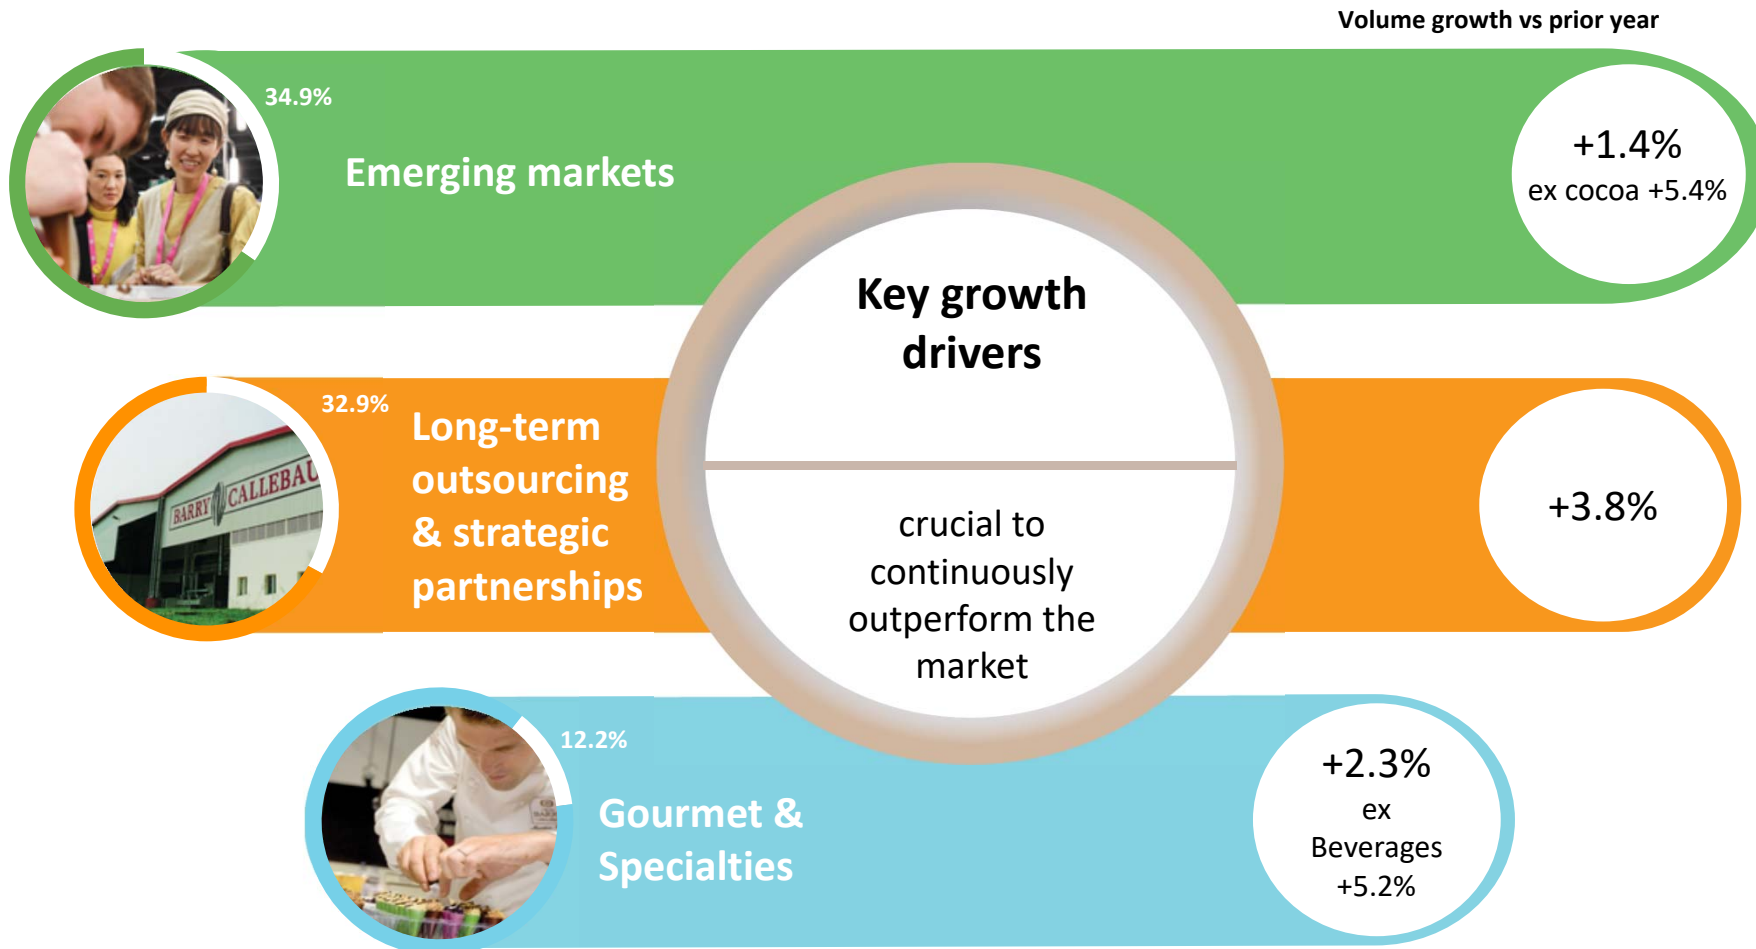 Volume growth vs prior year
34.9%
Emerging markets
+1.4%
ex cocoa +5.4%
Key growth
drivers
32.9%
Long-term
outsourcing
& strategic
partnerships
BARRY CALLEBAU
crucial to
continuously
outperform the
market
+3.8%
12.2%
Gourmet &
Specialties
+2.3%
ex
Beverages
+5.2%